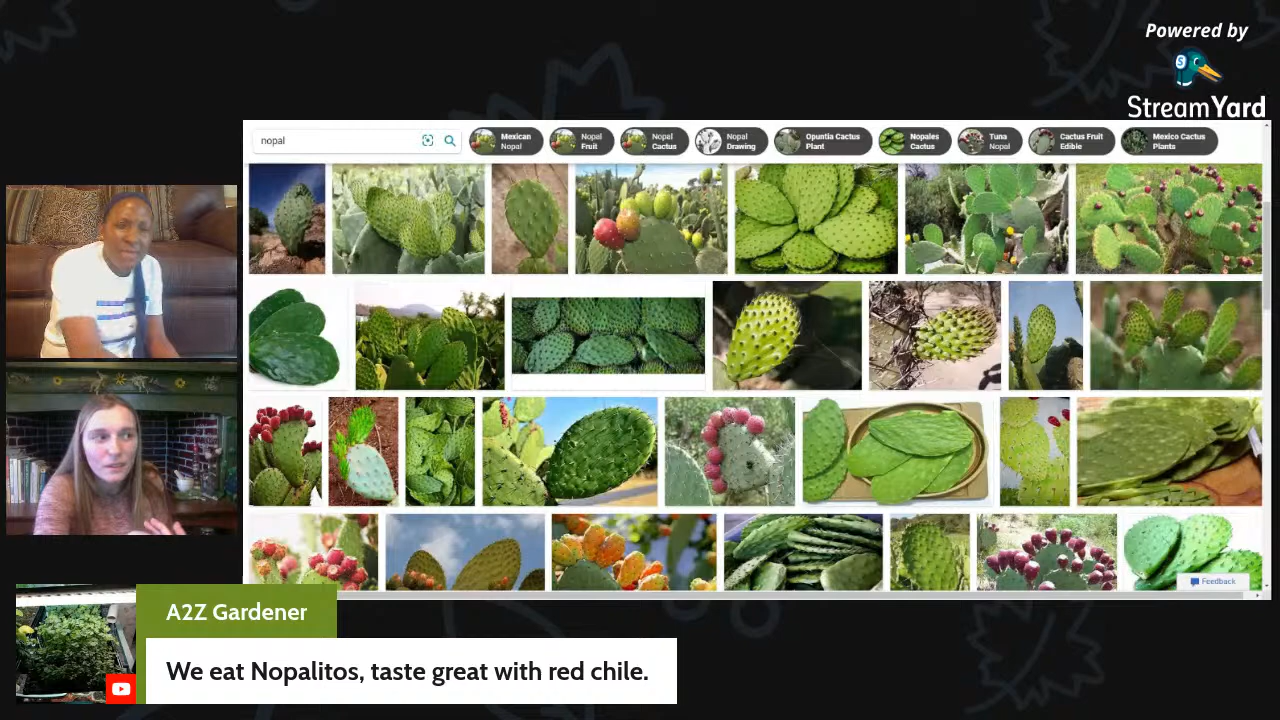 Powered by
StreamYard
nopal
Mexican
Nopal
Nopal
Fruit
Nopal
Cactus
Nopal
Drawing
Opuntia Cactus
Plant
Nopales
Cactus
Tuna
Nopal
Cactus Fruit
Edible
Mexico Cactus
Plants
Feedback
A2Z Gardener
We eat Nopalitos, taste great with red chile.